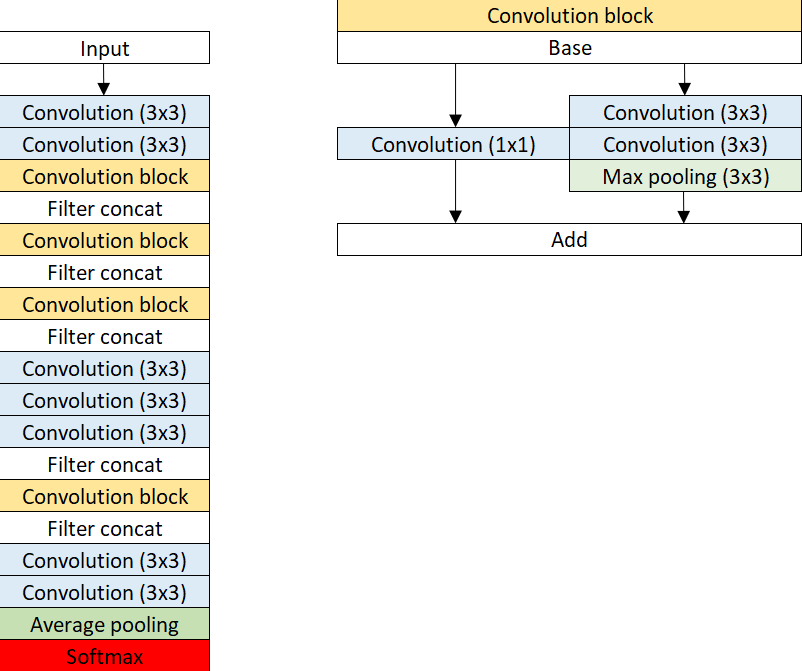 Input
Convolution (3x3)
Convolution (3x3)
Convolution block
Filter concat
Convolution block
Filter concat
Convolution block
Filter concat
Convolution (3x3)
Convolution (3x3)
Convolution (3x3)
Filter concat
Convolution block
Filter concat
Convolution (3x3)
Convolution (3x3)
Average pooling
Softmax
Convolution block
Base
Convolution (1x1)
Convolution (3x3)
Convolution (3x3)
Max pooling (3x3)
Add